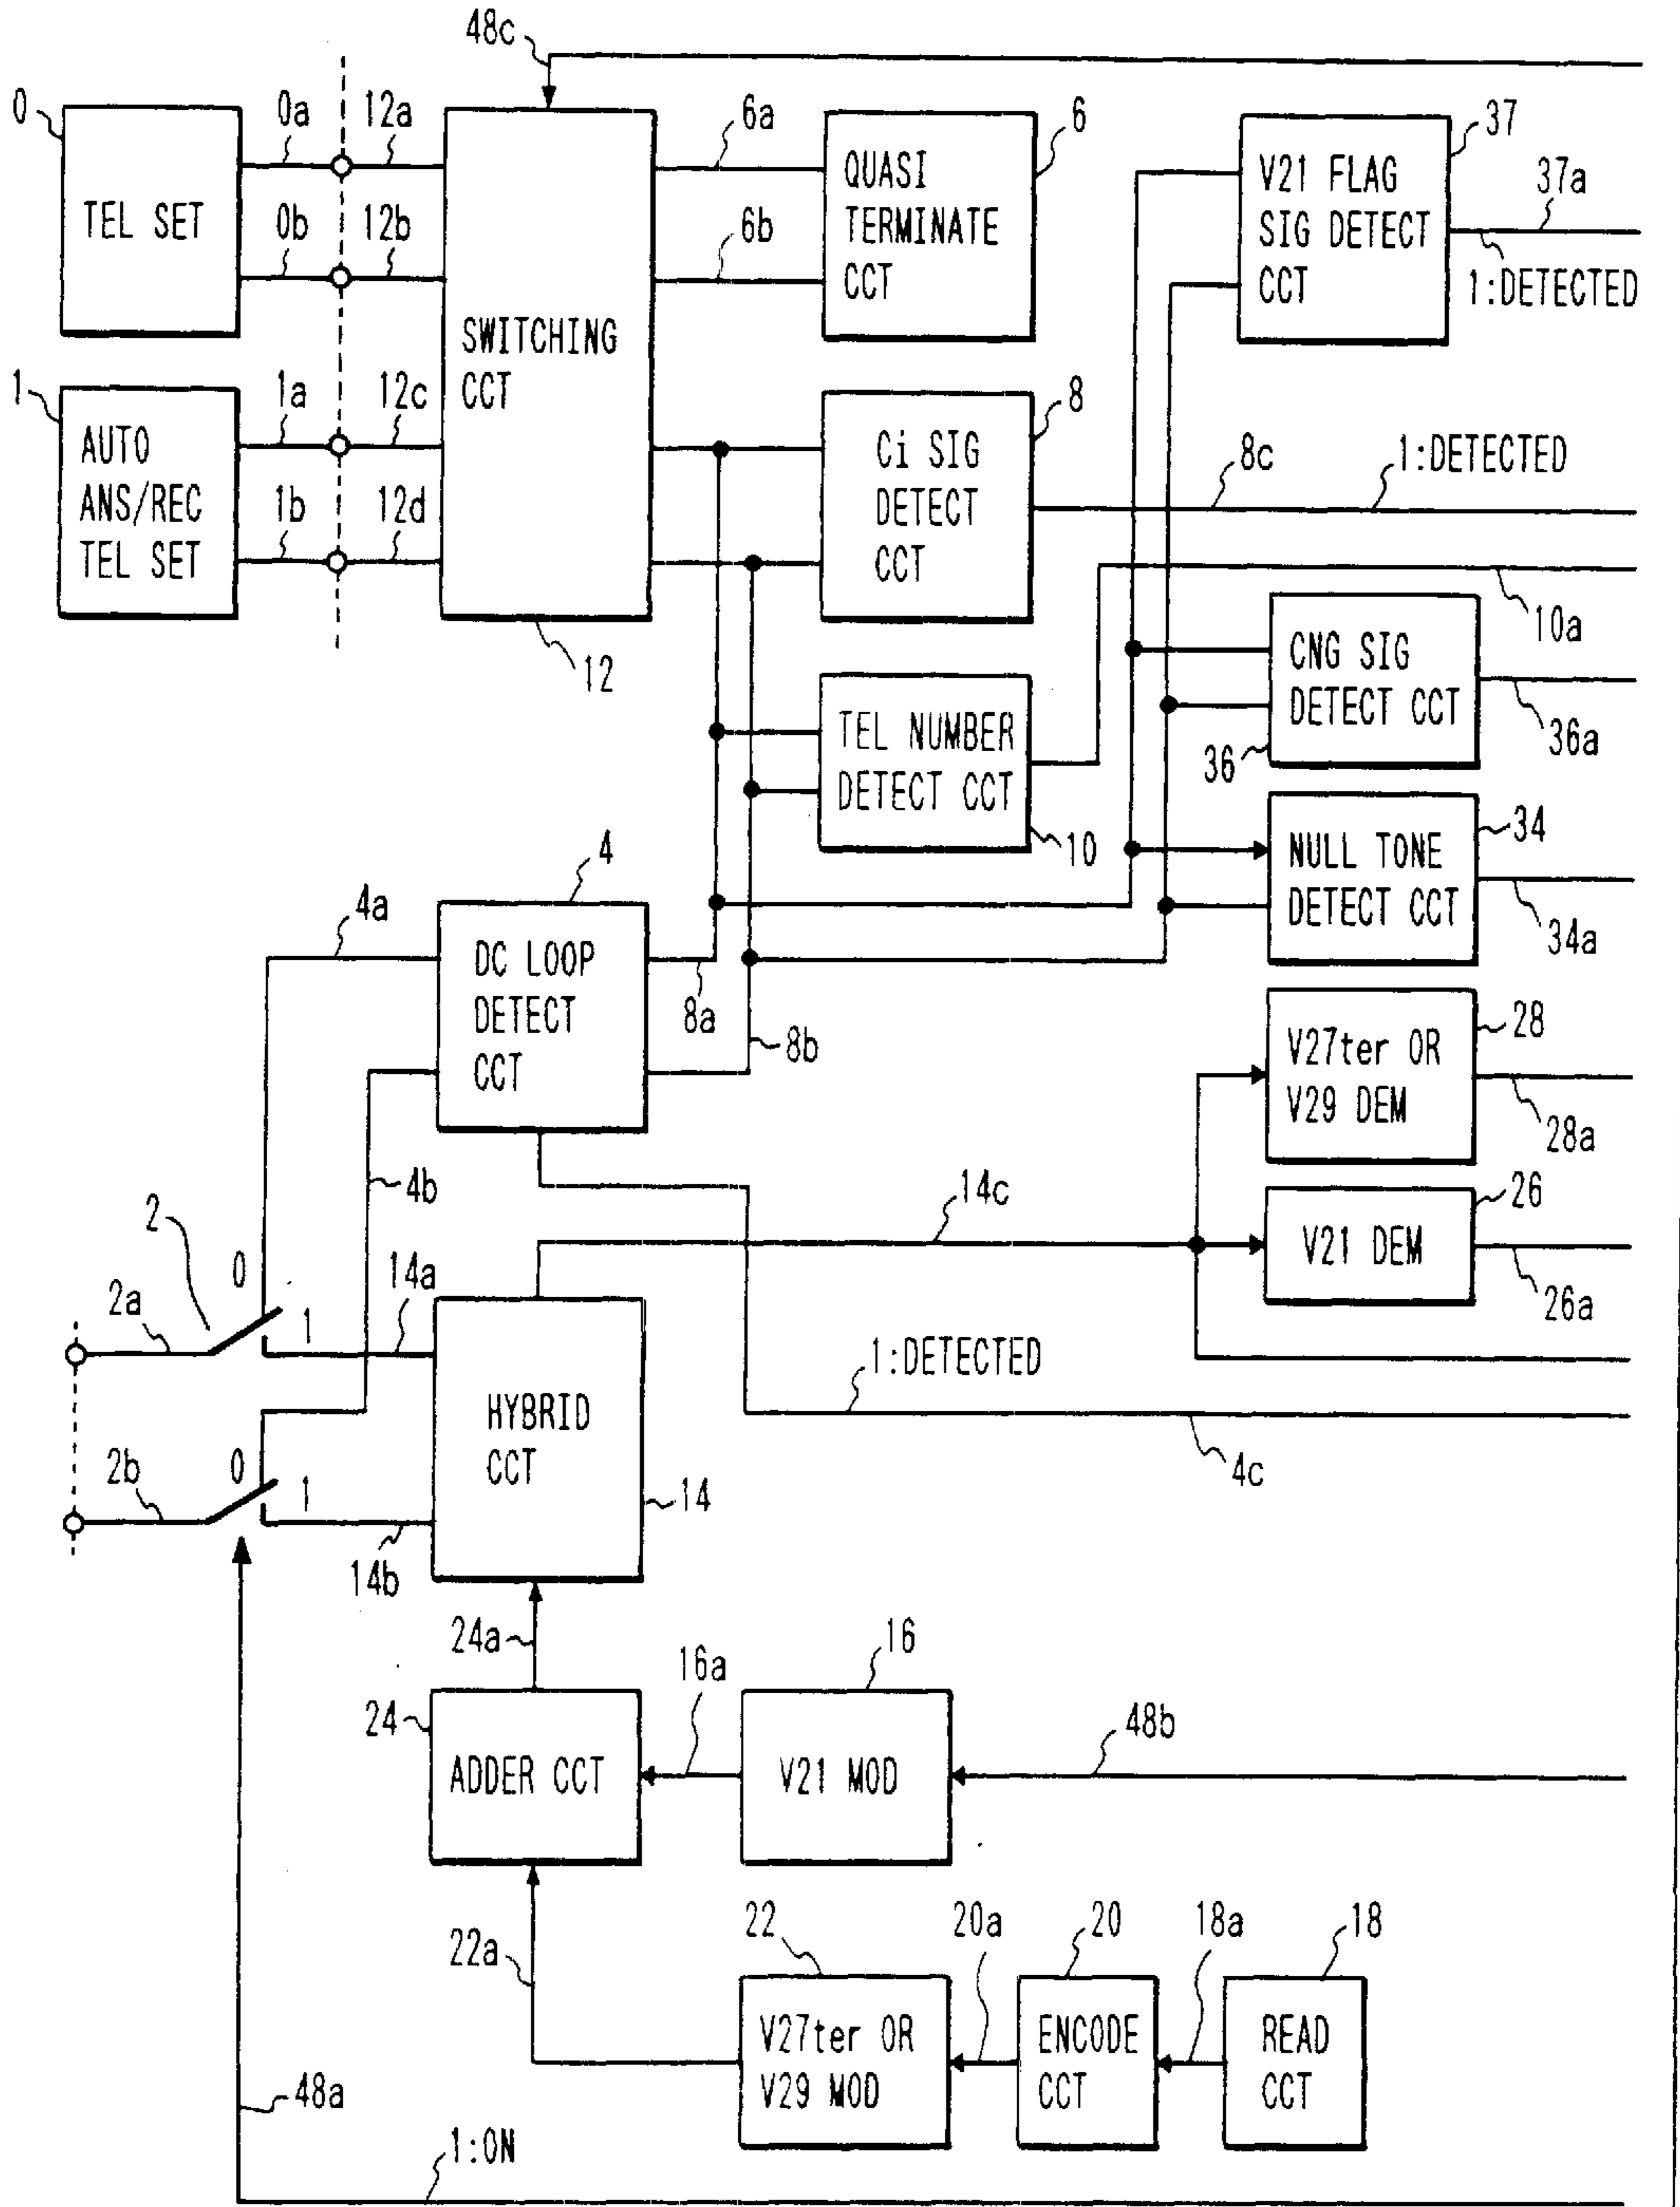 48c
0
0a
12a
6a
6
37
TEL SET
QUASI
TERMINATE
CCT
V21 FLAG
SIG DETECT
CCT
37a
0b
12b
6b
1:DETECTED
SWITCHING
CCT
1
1a
12c
8
AUTO
ANS/REC
TEL SET
Ci SIG
DETECT
CCT
8c
1:DETECTED
1b
12d
10a
12
CNG SIG
DETECT CCT
36
36a
TEL NUMBER
DETECT CCT
10
4
34
NULL TONE
DETECT CCT
34a
4a
DC LOOP
DETECT
CCT
8a
8b
28
V27ter OR
V29 DEM
28a
4b
14c
26
2
V21 DEM
26a
0
14a
2a
1
1:DETECTED
HYBRID
CCT
4c
2b
0
1
14
14b
24a
16a
16
24
48b
ADDER CCT
V21 MOD
22
20a
20
18a
18
22a
V27ter OR
V29 MOD
ENCODE
CCT
READ
CCT
48a
1:ON